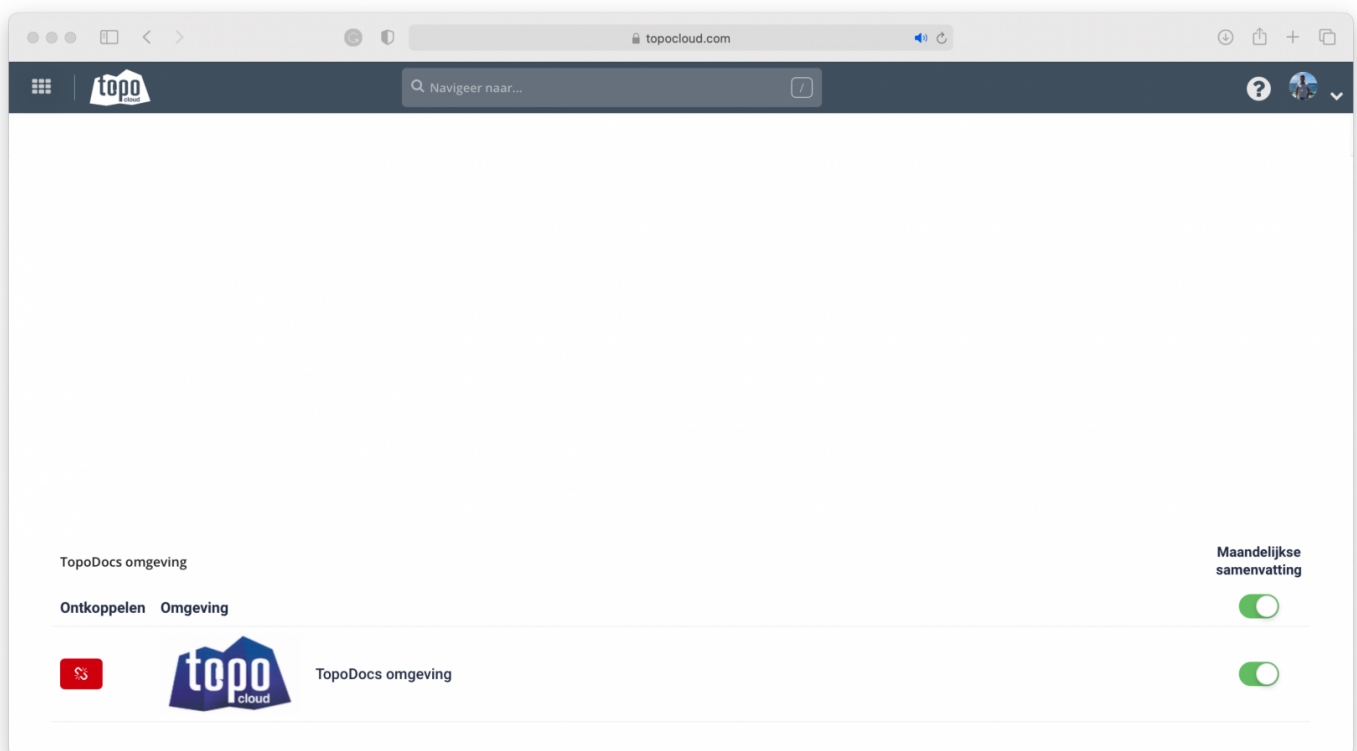 topocloud.com
topo
cloud
Navigeer naar...
/
?
TopoDocs omgeving
Maandelijkse
samenvatting
Ontkoppelen Omgeving
topo
cloud
TopoDocs omgeving